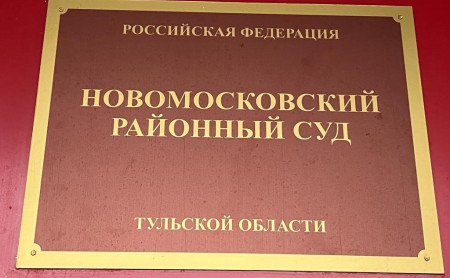 РОССИЙСКАЯ ФЕДЕРАЦИЯ
НОВОМОСКОВСКИЙ
РАЙОННЫЙ СУД
ТУЛЬСКОЙ ОБЛАСТИ